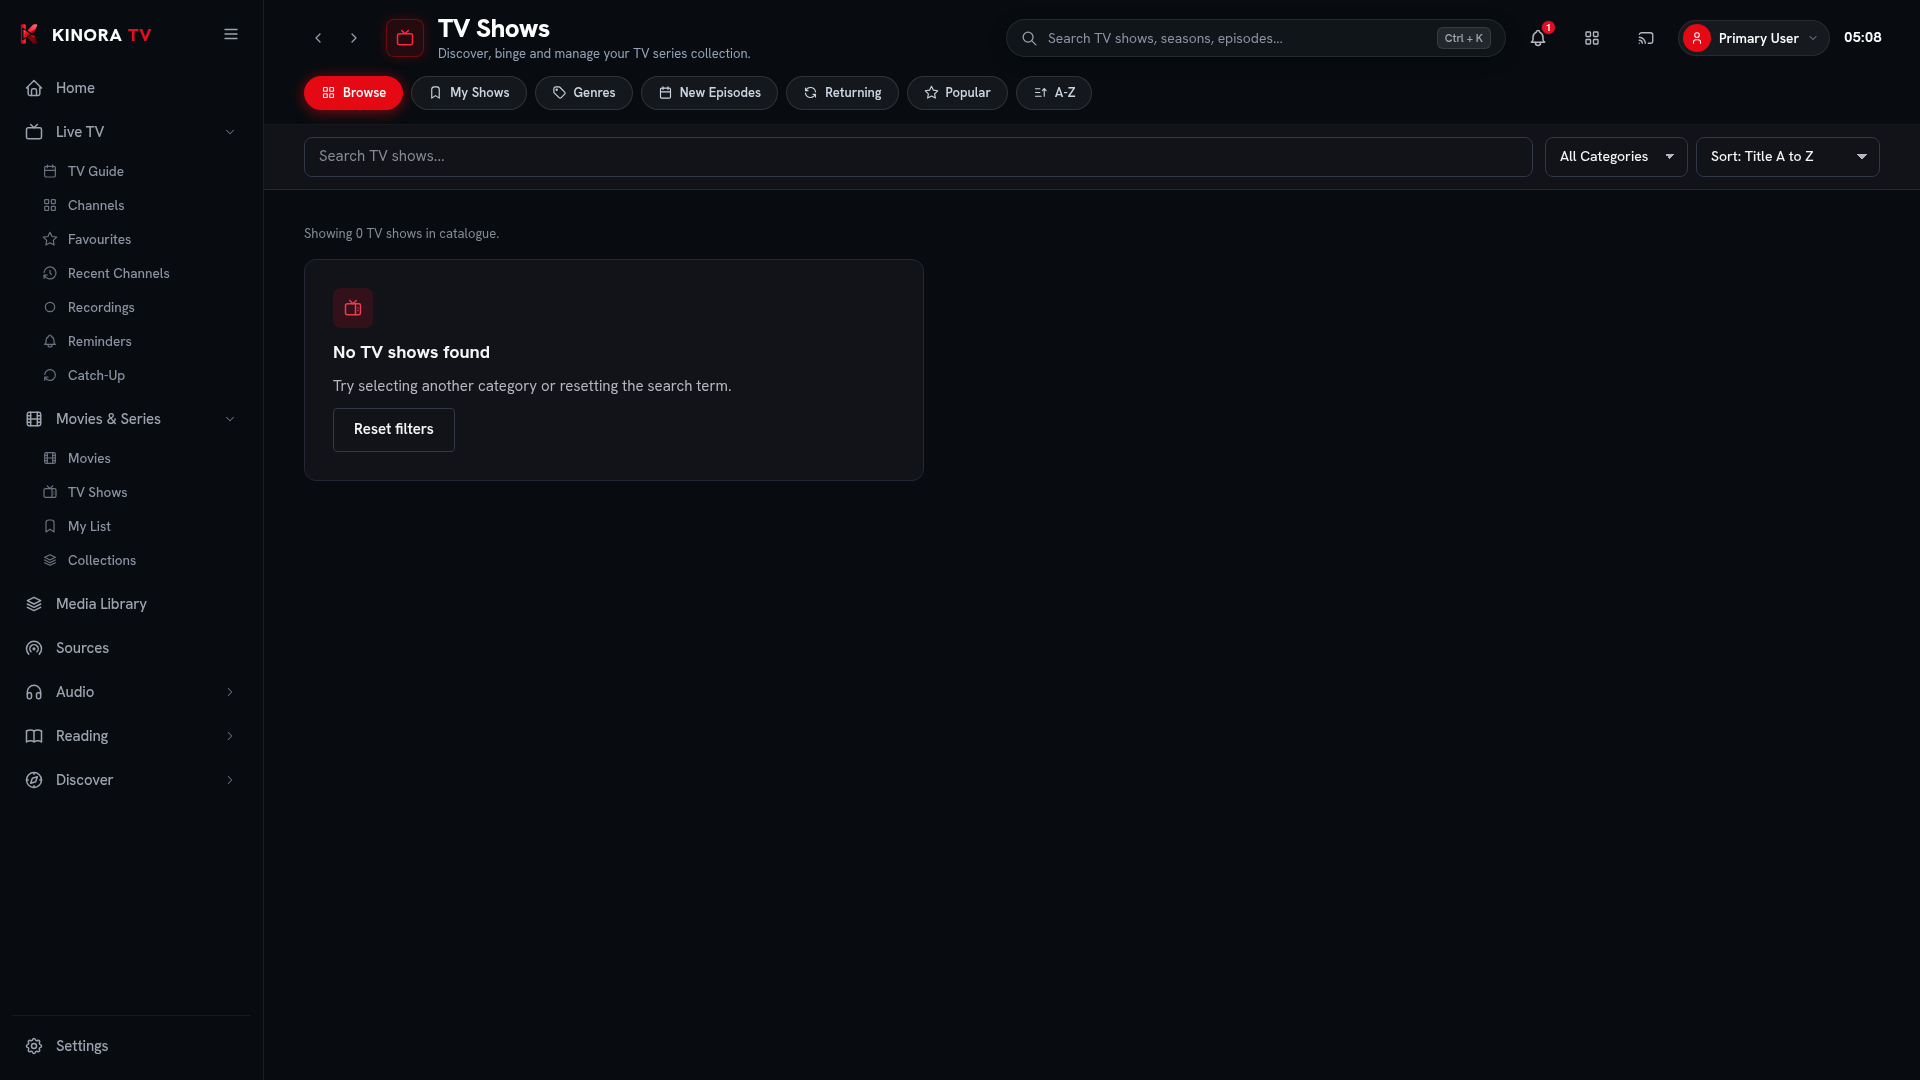 KINORA TV
Home
Live TV
TV Guide
Channels
Favourites
Recent Channels
Recordings
Reminders
Catch-Up
Movies & Series
Movies
TV Shows
My List
Collections
Media Library
Sources
Audio
Reading
Discover
Settings
TV Shows
Discover, binge and manage your TV series collection.
Search TV shows, seasons, episodes...
Ctrl + K
1
Primary User
05:08
Browse
My Shows
Genres
New Episodes
Returning
Popular
A-Z
Search TV shows...
All Categories
Sort: Title A to Z
Showing 0 TV shows in catalogue.
No TV shows found
Try selecting another category or resetting the search term.
Reset filters